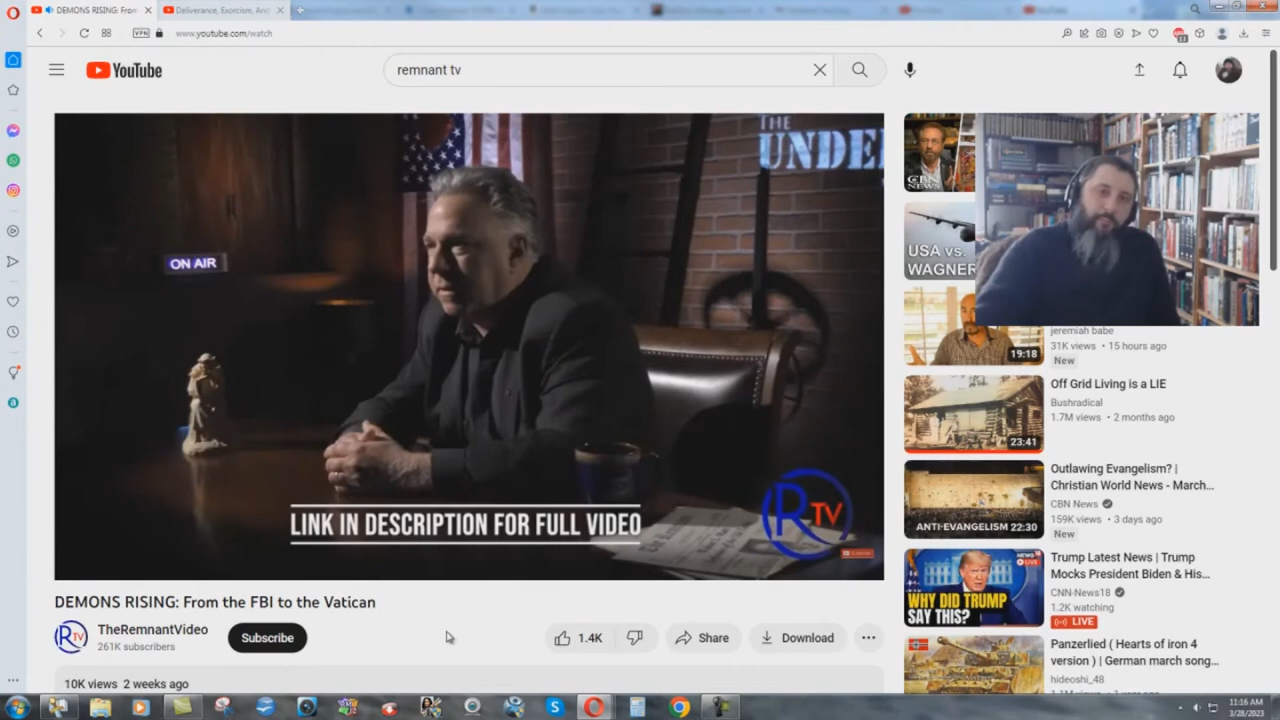 DEMONS RISING: From
Deliverance, Exorcism, And
VPN
www.youtube.com/watch
YouTube
remnant tv
THE
UNDE
ON AIR
LINK IN DESCRIPTION FOR FULL VIDEO
RTV
DEMONS RISING: From the FBI to the Vatican
RTV
TheRemnantVideo
261K subscribers
Subscribe
1.4K
Share
Download
10K views 2 weeks ago
CBN
NEWS
USA vs.
WAGNER
19:18
jeremiah babe
31K views • 15 hours ago
New
23:41
Off Grid Living is a LIE
Bushradical
1.7M views • 2 months ago
ANTI-EVANGELISM 22:30
Outlawing Evangelism? |
Christian World News - March...
CBN News
159K views • 3 days ago
New
NEWS
LIVE
WHY DID TRUMP
SAY THIS?
Trump Latest News | Trump
Mocks President Biden & His...
CNN-News18
1.2K watching
LIVE
Panzerlied ( Hearts of iron 4
version ) | German march song...
hideoshi_48
11:16 AM
3/28/2023